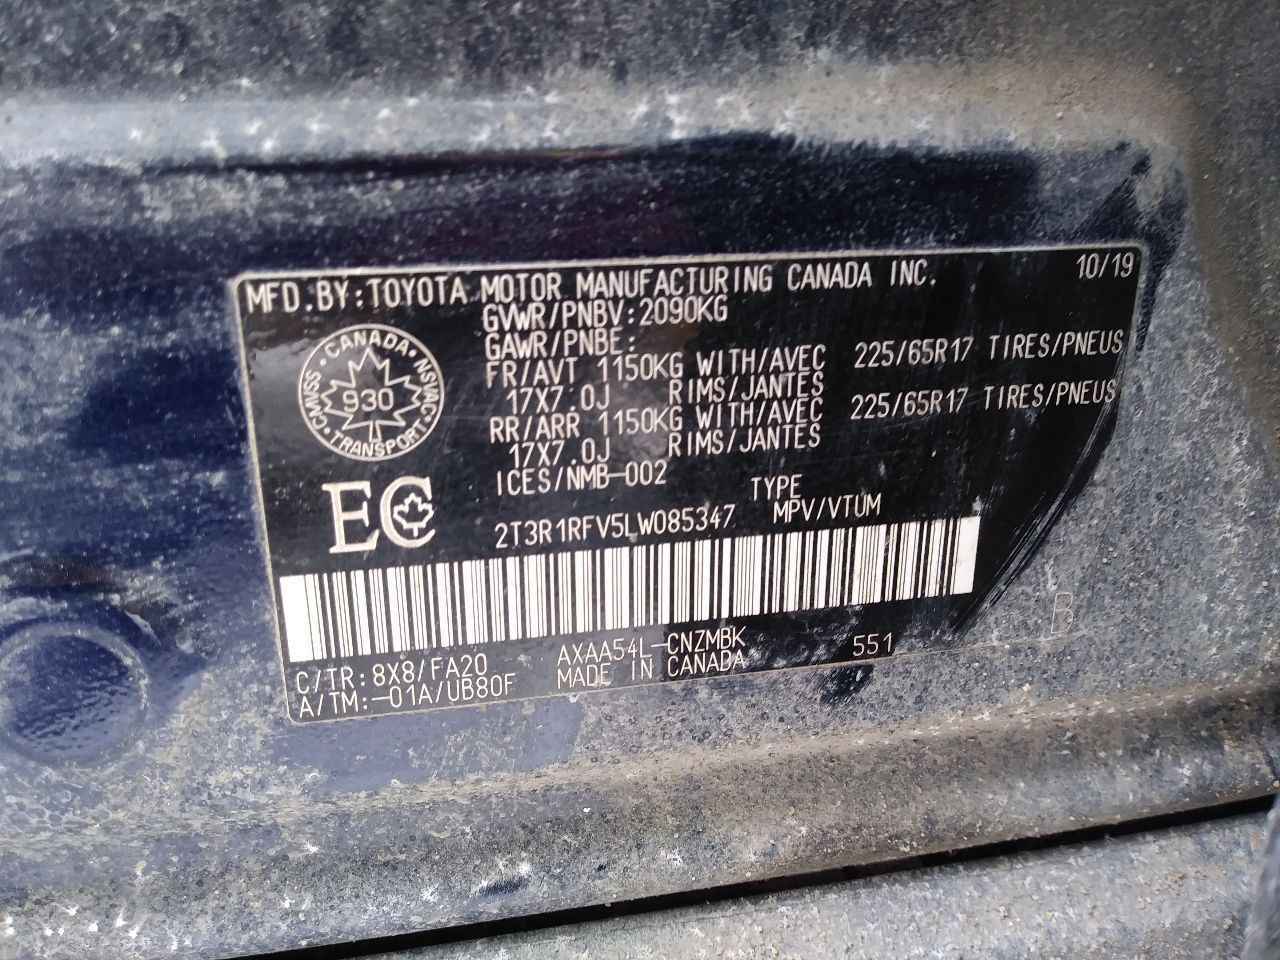 MFD.BY:TOYOTA MOTOR MANUFACTURING CANADA INC. 10/19
GVWR/PNBV:2090KG
GAWR/PNBE:
FR/AVT 1150KG WITH/AVEC 225/65R17 TIRES/PNEUS
17X7.0J RIMS/JANTES
RR/ARR 1150KG WITH/AVEC 225/65R17 TIRES/PNEUS
17X7.0J RIMS/JANTES
ICES/NMB-002
CANADA
CMVSS
NSVAC
930
TRANSPORT
EC
TYPE
2T3R1RFV5LW085347 MPV/VTUM
C/TR:8X8/FA20 AXAA54L-CNZMBK 551
A/TM:-01A/UB80F MADE IN CANADA
B